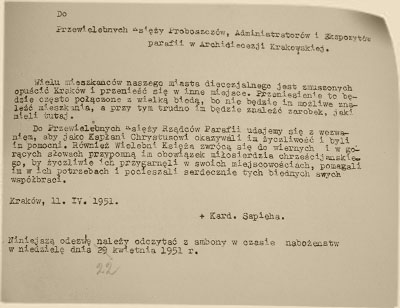 Do
Przewielebnych Księży Proboszczów, Administratorów i Ekspozytów
parafii w Archidiecezji Krakowskiej.
Wielu mieszkańców naszego miasta diecezjalnego jest zmuszonych
opuścić Kraków i przenieść się w inne miejsce. Przeniesienie to bę-
dzie często połączone z wielką biedą, bo nie będzie im możliwe zna-
leźć mieszkania, a przy tym trudno im będzie znaleźć zarobek, jaki
mieli tutaj.
Do Przewielebnych Księży Rządców Parafii udajemy się z wezwa-
niem, aby jako Kapłani Chrystusowi okazywali im życzliwość i byli
im pomocni. Również Wielebni Księża zwrócą się do wiernych i w go-
rących słowach przypomną im obowiązek miłosierdzia chrześcijańskie-
go, by życzliwie ich przygarnęli w swoich miejscowościach, pomagali
im w ich potrzebach i pocieszali serdecznie tych biednych swych
współbraci.
Kraków, 11. IV. 1951.
+ Kard. Sapieha.
Niniejszą odezwę należy odczytać z ambony w czasie nabożeństw
w niedzielę dnia 29 kwietnia 1951 r.
22